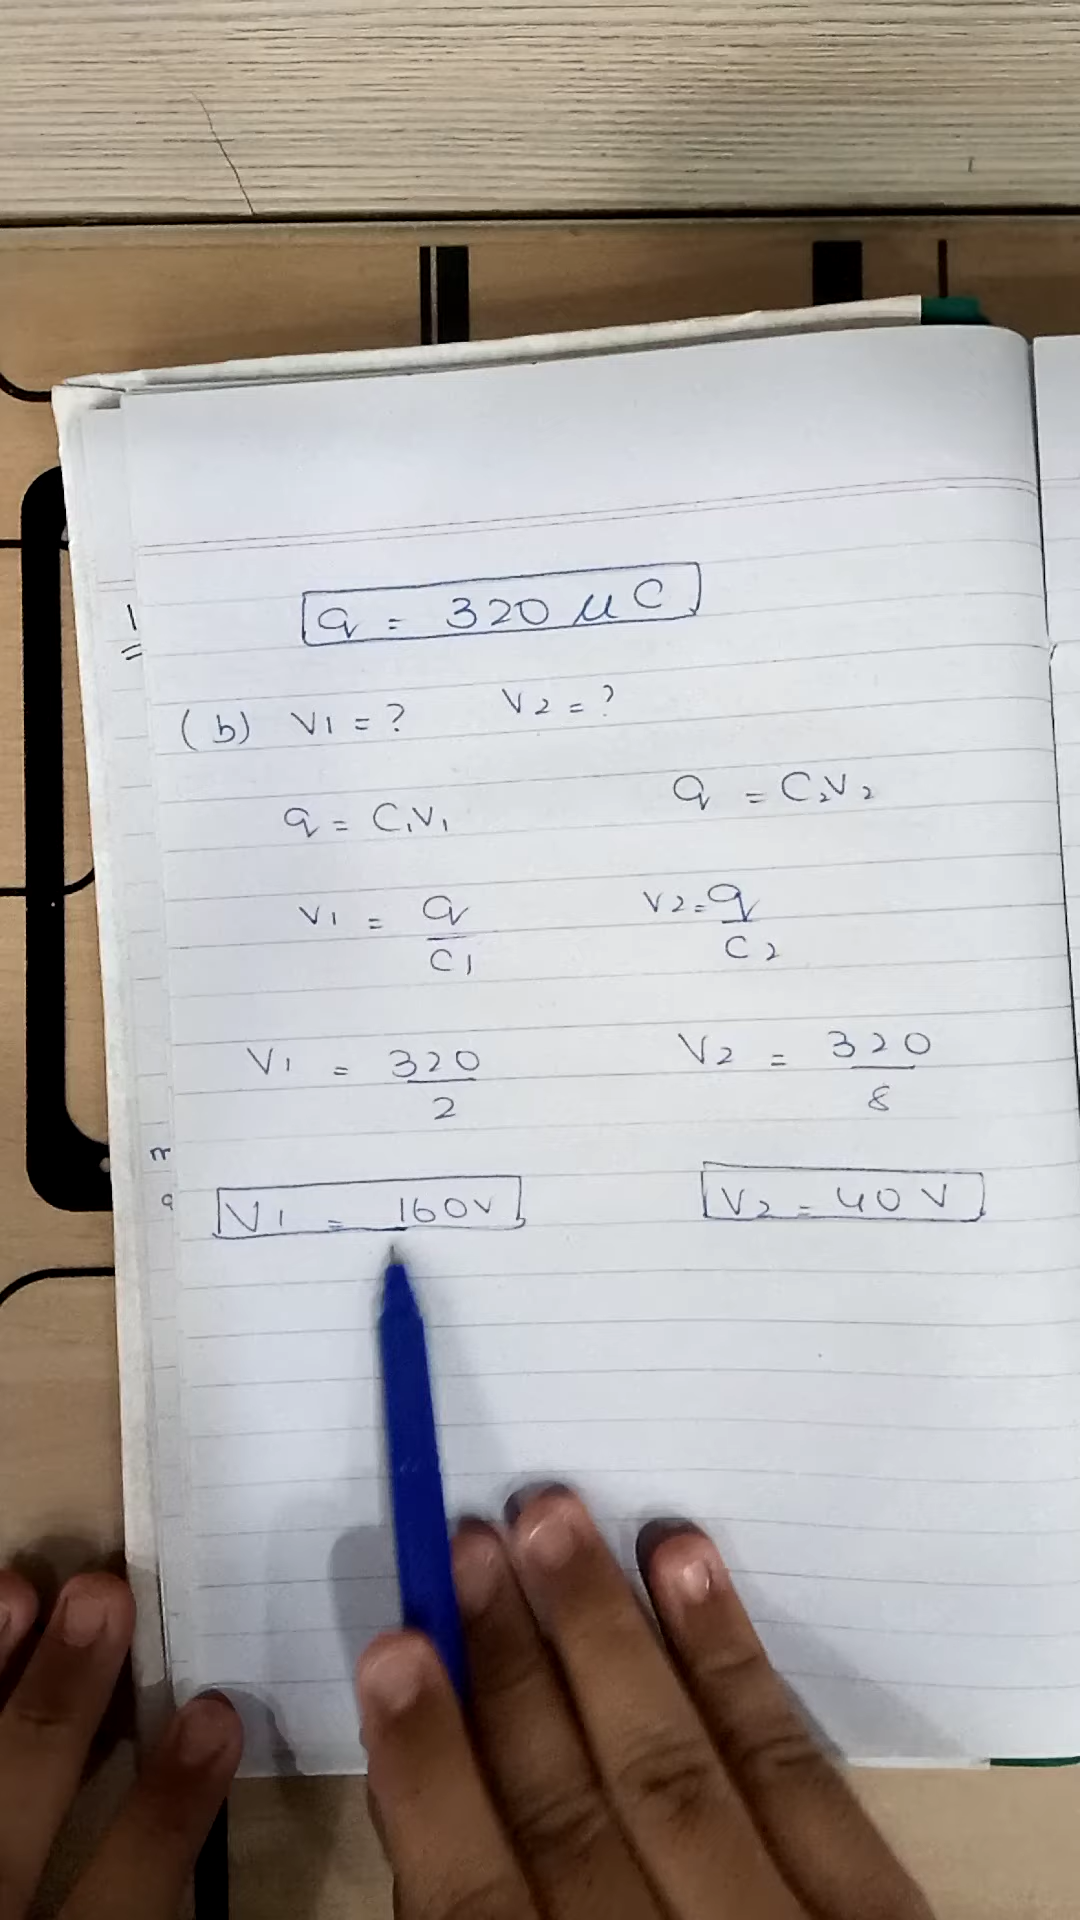 q = 320 μC
(b) V1 = ? V2 = ?
q = C1V1 q = C2V2
V1 = q/C1 V2 = q/C2
V1 = 320/2 V2 = 320/8
V1 = 160V V2 = 40V